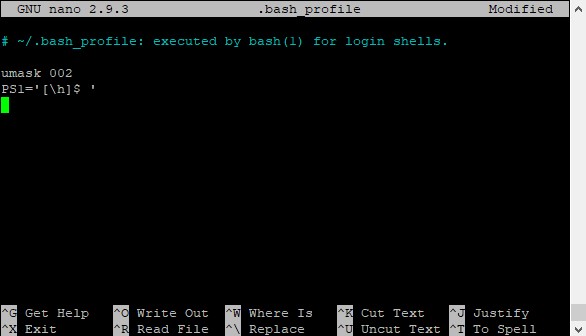 GNU nano 2.9.3 .bash_profile Modified
# ~/.bash_profile: executed by bash(1) for login shells.
umask 002
PS1='[\h]$ '
^G Get Help ^O Write Out ^W Where Is ^K Cut Text ^J Justify
^X Exit ^R Read File ^\ Replace ^U Uncut Text ^T To Spell